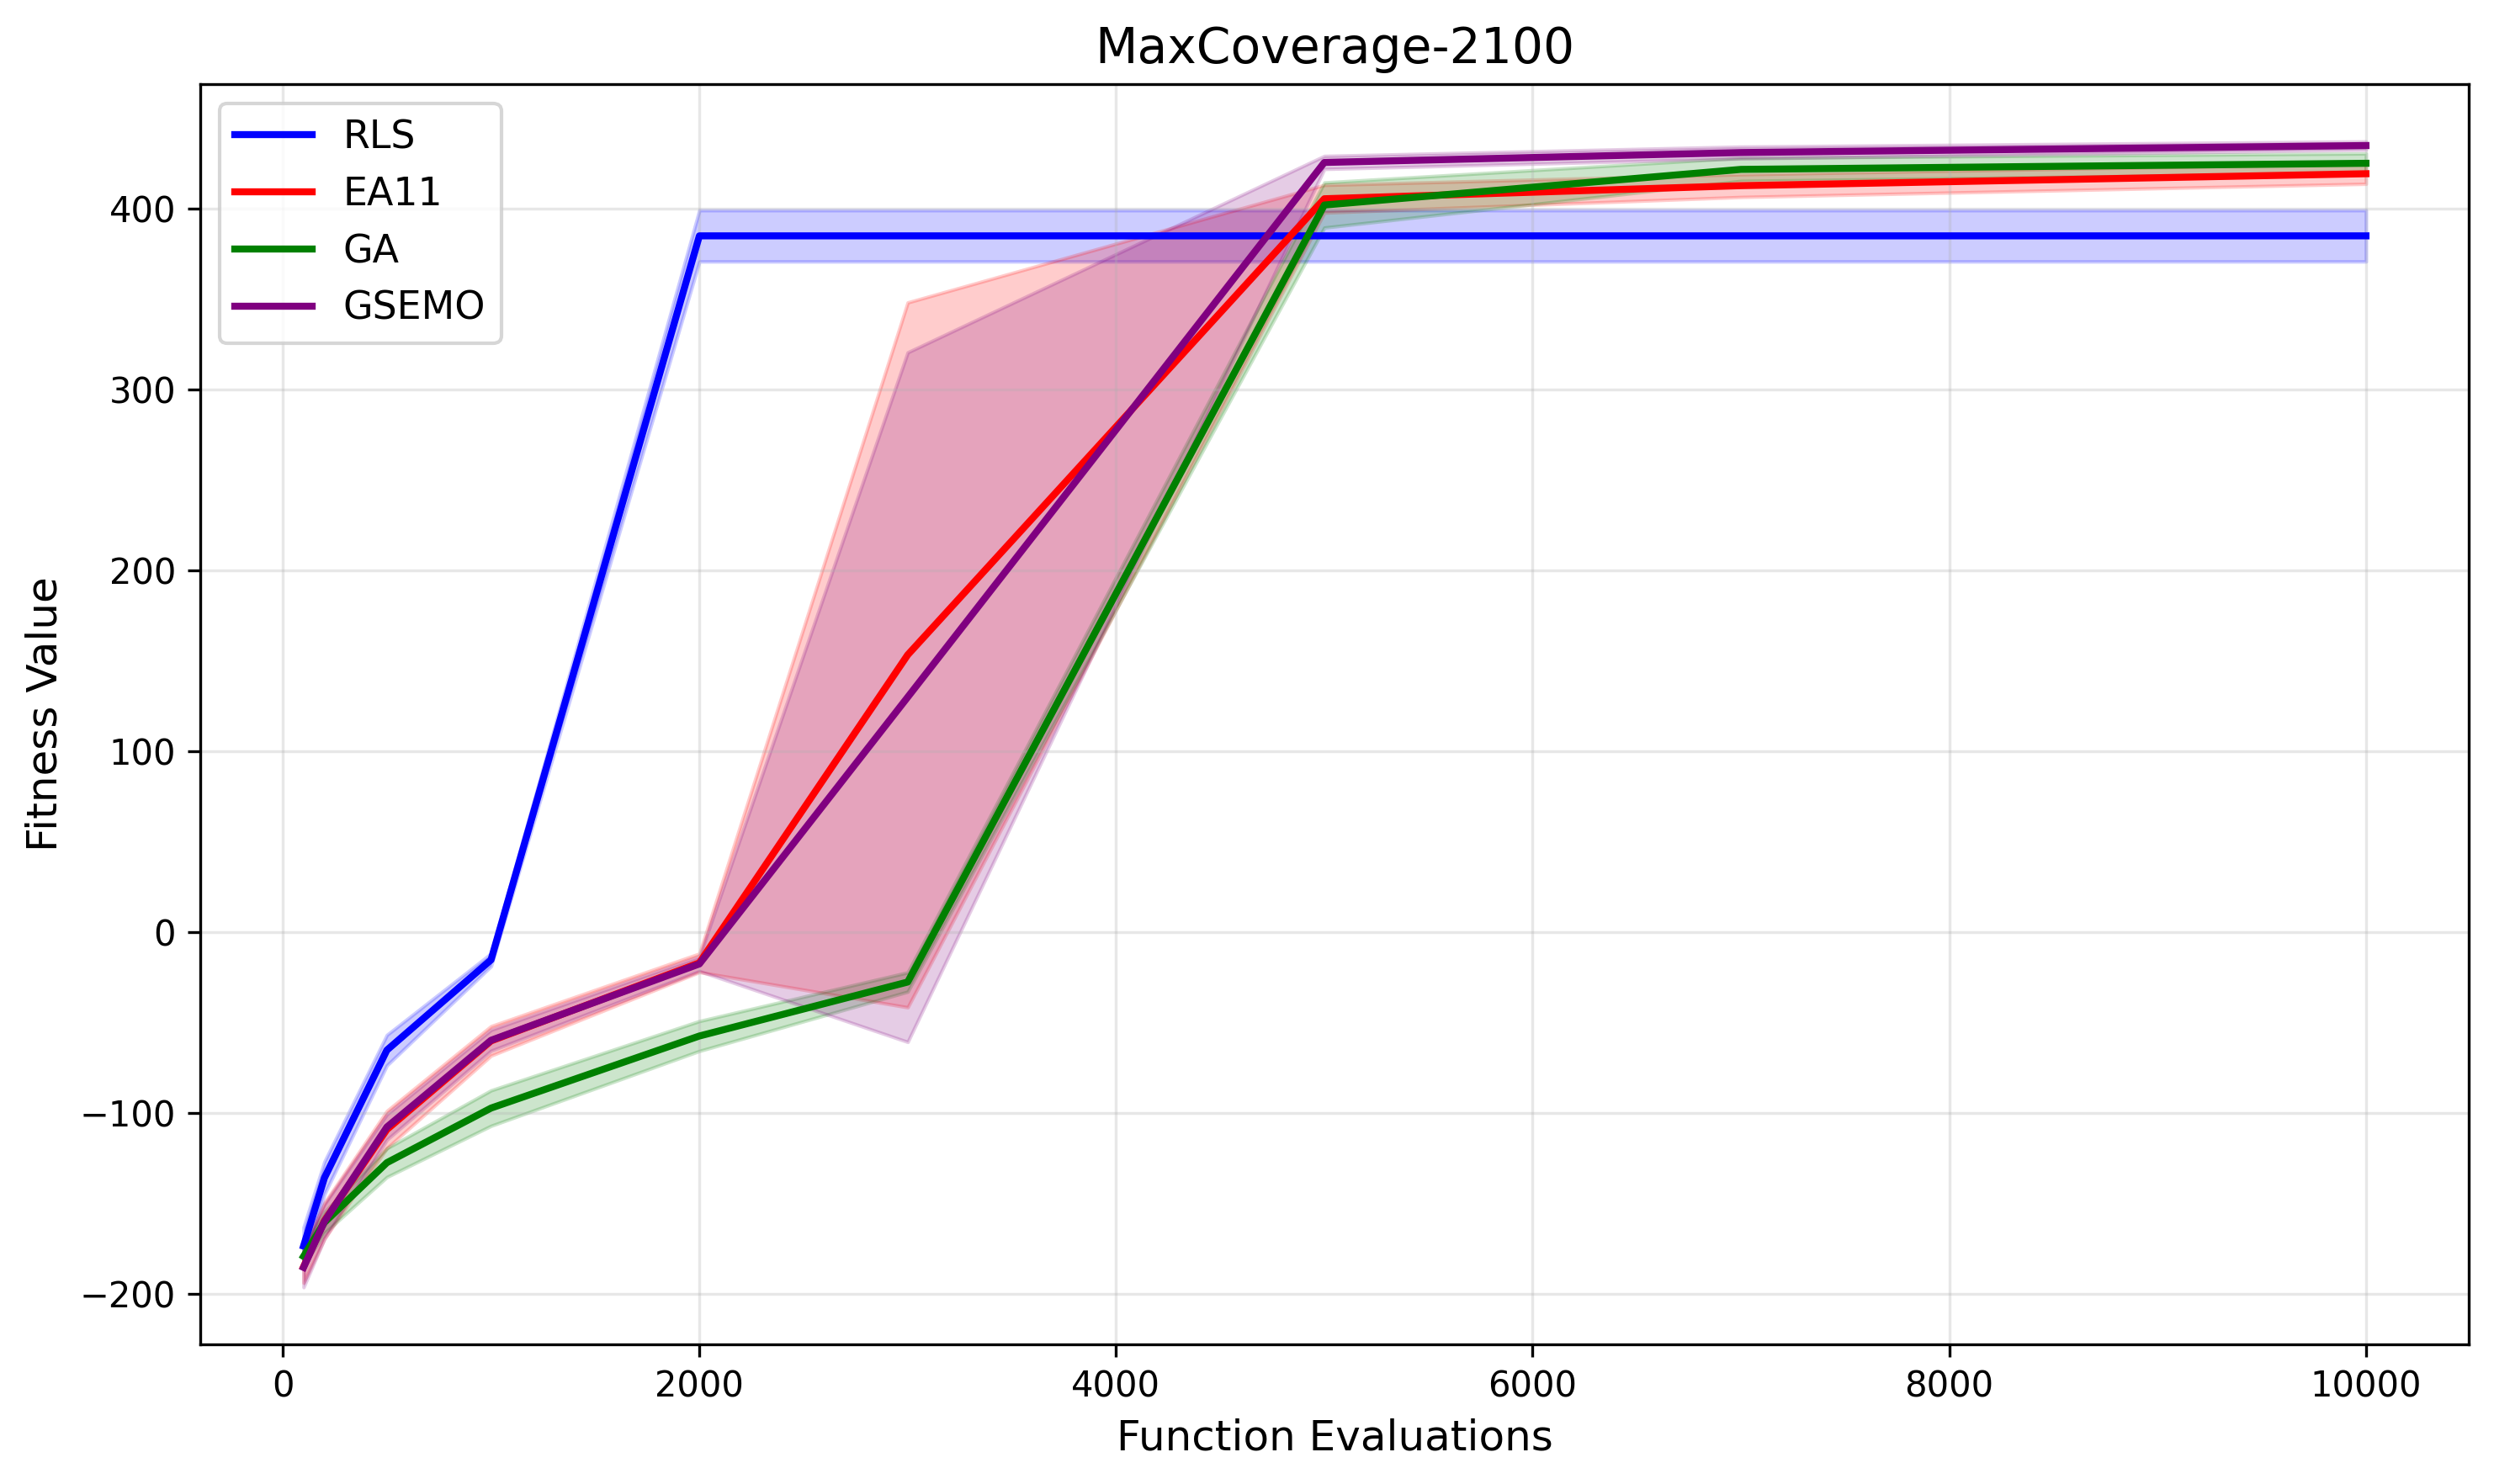 MaxCoverage-2100
RLS
EA11
GA
GSEMO
Fitness Value
400
300
200
100
0
−100
−200
0 2000 4000 6000 8000 10000
Function Evaluations